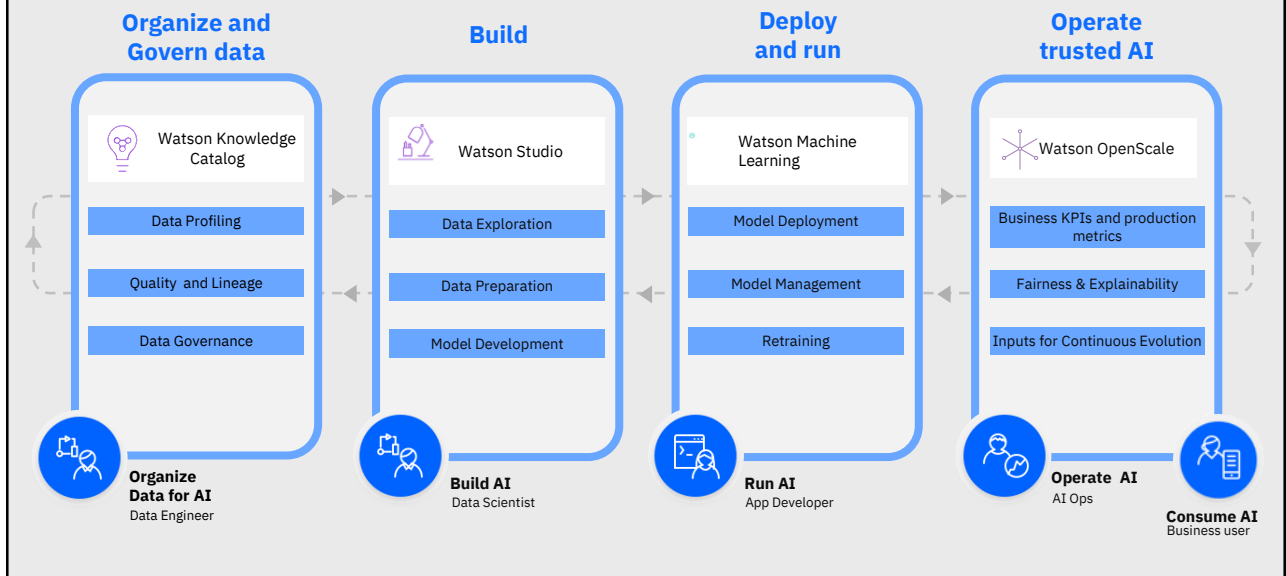 Organize and
Govern data
Build
Deploy
and run
Operate
trusted AI
Watson Knowledge
Catalog
Data Profiling
Quality and Lineage
Data Governance
Watson Studio
Data Exploration
Data Preparation
Model Development
Watson Machine
Learning
Model Deployment
Model Management
Retraining
Watson OpenScale
Business KPIs and production
metrics
Fairness & Explainability
Inputs for Continuous Evolution
Organize
Data for AI
Data Engineer
Build AI
Data Scientist
Run AI
App Developer
Operate AI
AI Ops
Consume AI
Business user